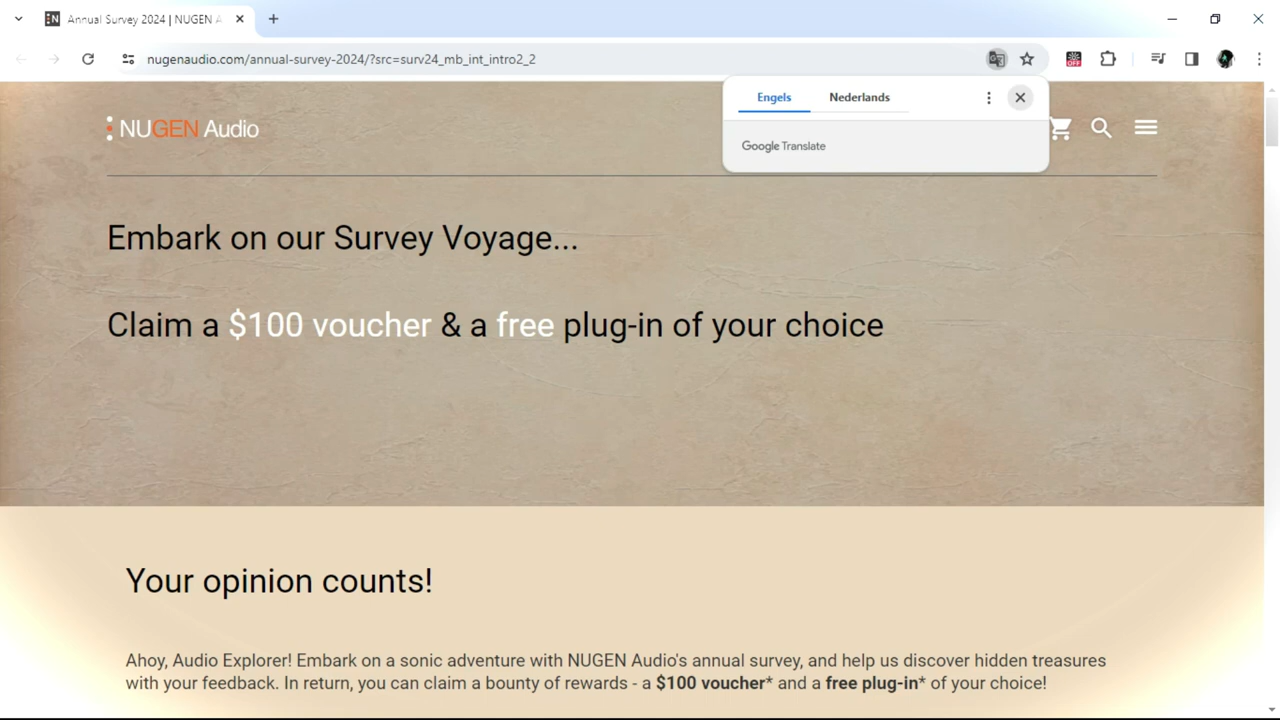 Annual Survey 2024 | NUGEN A
nugenaudio.com/annual-survey-2024/?src=surv24_mb_int_intro2_2
OFF
Engels Nederlands
Google Translate
NUGEN Audio
Embark on our Survey Voyage...
Claim a $100 voucher & a free plug-in of your choice
Your opinion counts!
Ahoy, Audio Explorer! Embark on a sonic adventure with NUGEN Audio's annual survey, and help us discover hidden treasures
with your feedback. In return, you can claim a bounty of rewards - a $100 voucher* and a free plug-in* of your choice!